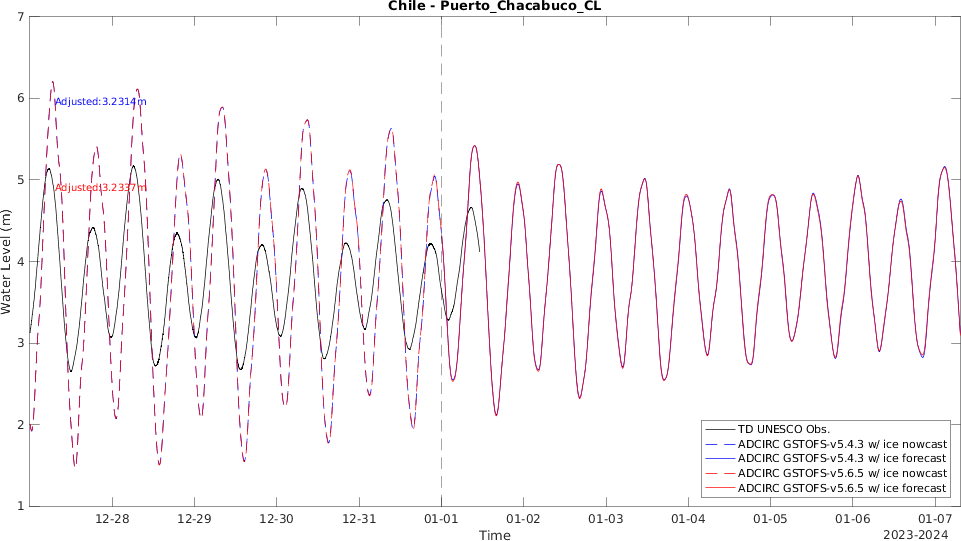 Chile - Puerto_Chacabuco_CL
7
6
5
4
3
2
1
Water Level (m)
Adjusted:3.2314m
Adjusted:3.2337m
TD UNESCO Obs.
ADCIRC GSTOFS-v5.4.3 w/ ice nowcast
ADCIRC GSTOFS-v5.4.3 w/ ice forecast
ADCIRC GSTOFS-v5.6.5 w/ ice nowcast
ADCIRC GSTOFS-v5.6.5 w/ ice forecast
12-28 12-29 12-30 12-31 01-01 01-02 01-03 01-04 01-05 01-06 01-07
Time
2023-2024